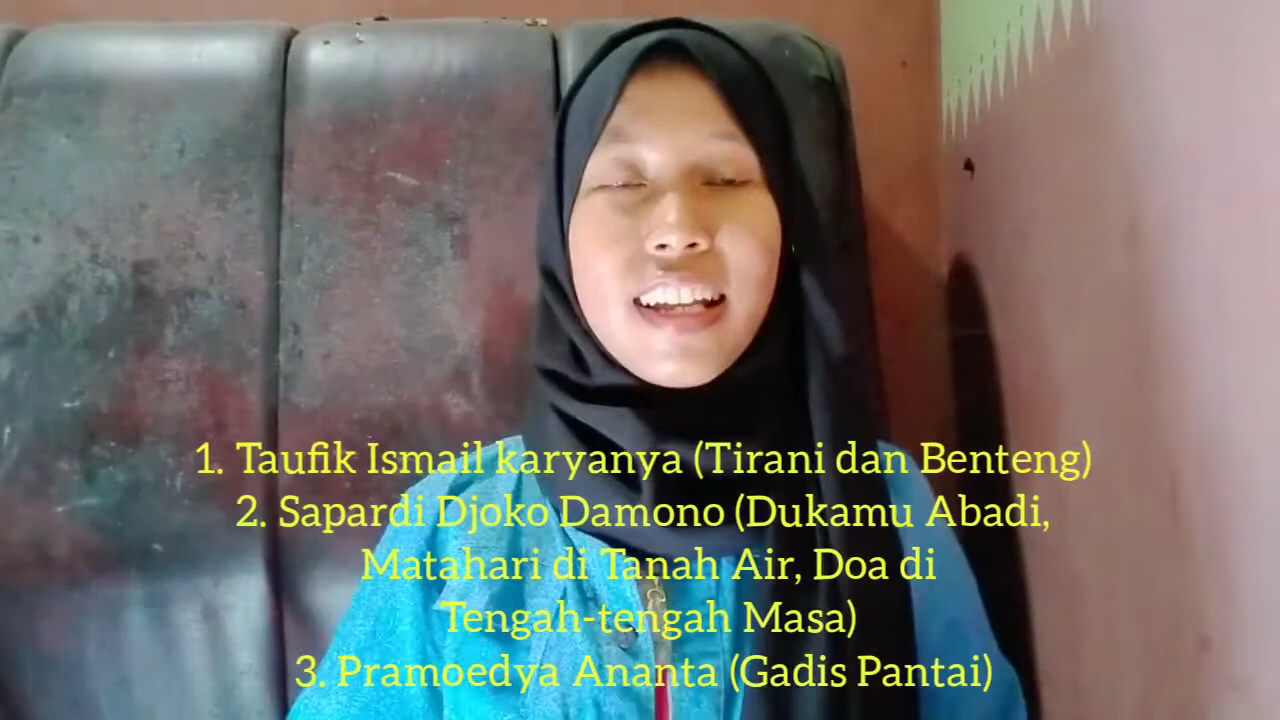 1. Taufik Ismail karyanya (Tirani dan Benteng)
2. Sapardi Djoko Damono (Dukamu Abadi,
Matahari di Tanah Air, Doa di
Tengah-tengah Masa)
3. Pramoedya Ananta (Gadis Pantai)